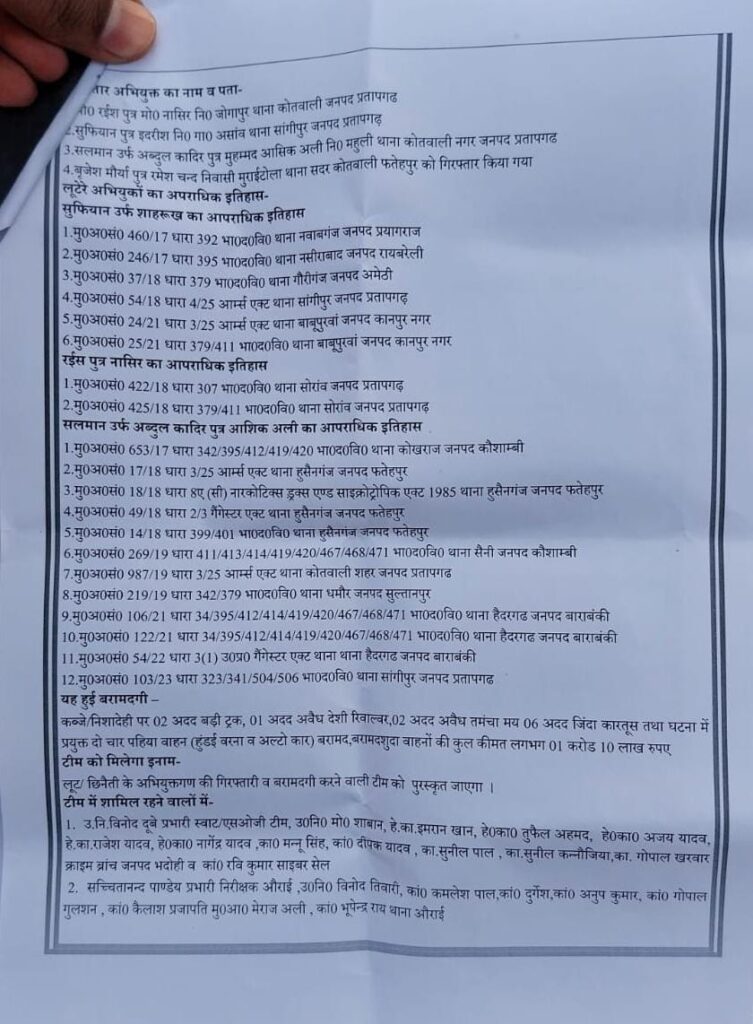 तार अभियुक्त का नाम व पता-
मो0 रईश पुत्र मो0 नासिर नि0 जोगापुर थाना कोतवाली जनपद प्रतापगढ
2.सुफियान पुत्र इदरीश नि0 गा0 असांव थाना सांगीपुर जनपद प्रतापगढ़
3.सलमान उर्फ अब्दुल कादिर पुत्र मुहम्मद आसिक अली नि0 महुली थाना कोतवाली नगर जनपद प्रतापगढ
4.बृजेश मौर्या पुत्र रमेश चन्द निवासी मुराईटोला थाना सदर कोतवाली फतेहपुर को गिरफ्तार किया गया
लूटेरे अभियुकों का अपराधिक इतिहास-
सुफियान उर्फ शाहरूख का आपराधिक इतिहास
1.मु0अ0सं0 460/17 धारा 392 भा0द0वि0 थाना नवाबगंज जनपद प्रयागराज
2.मु0अ0सं0 246/17 धारा 395 भा0द0वि0 थाना नसीराबाद जनपद रायबरेली
3.मु0अ0सं0 37/18 धारा 379 भा0द0वि0 थाना गौरीगंज जनपद अमेठी
4.मु0अ0सं0 54/18 धारा 4/25 आर्म्स एक्ट थाना सांगीपुर जनपद प्रतापगढ़
5.मु0अ0सं0 24/21 धारा 3/25 आर्म्स एक्ट थाना बाबूपुरवां जनपद कानपुर नगर
6.मु0अ0सं0 25/21 धारा 379/411 भा0द0वि0 थाना बाबूपुरवां जनपद कानपुर नगर
रईस पुत्र नासिर का आपराधिक इतिहास
1.मु0अ0सं0 422/18 धारा 307 भा0द0वि0 थाना सोरांव जनपद प्रतापगढ़
2.मु0अ0सं0 425/18 धारा 379/411 भा0द0वि0 थाना सोरांव जनपद प्रतापगढ़
सलमान उर्फ अब्दुल कादिर पुत्र आशिक अली का आपराधिक इतिहास
1.मु0अ0सं0 653/17 धारा 342/395/412/419/420 भा0द0वि0 थाना कोखराज जनपद कौशाम्बी
2.मु0अ0सं0 17/18 धारा 3/25 आर्म्स एक्ट थाना हुसैनगंज जनपद फतेहपुर
3.मु0अ0सं0 18/18 धारा 8ए (सी) नारकोटिक्स ड्रक्स एण्ड साइक्रोट्रोपिक एक्ट 1985 थाना हुसैनगंज जनपद फतेहपुर
4.मु0अ0सं0 49/18 धारा 2/3 गैंगेस्टर एक्ट थाना हुसैनगंज जनपद फतेहपुर
5.मु0अ0सं0 14/18 धारा 399/401 भा0द0वि0 थाना हुसैनगंज जनपद फतेहपुर
6.मु0अ0सं0 269/19 धारा 411/413/414/419/420/467/468/471 भा0द0वि0 थाना सैनी जनपद कौशाम्बी
7.मु0अ0सं0 987/19 धारा 3/25 आर्म्स एक्ट थाना कोतवाली शहर जनपद प्रतापगढ
8.मु0अ0सं0 219/19 धारा 342/379 भा0द0वि0 थाना धमौर जनपद सुल्तानपुर
9.मु0अ0सं0 106/21 धारा 34/395/412/414/419/420/467/468/471 भा0द0वि0 थाना हैदरगढ जनपद बाराबंकी
10.मु0अ0सं0 122/21 धारा 34/395/412/414/419/420/467/468/471 भा0द0वि0 थाना हैदरगढ जनपद बाराबंकी
11.मु0अ0सं0 54/22 धारा 3(1) उ0प्र0 गैंगेस्टर एक्ट थाना थाना हैदरगढ जनपद बाराबंकी
12.मु0अ0सं0 103/23 धारा 323/341/504/506 भा0द0वि0 थाना सांगीपुर जनपद प्रतापगढ
यह हुई बरामदगी –
कब्जे/निशादेही पर 02 अदद बड़ी ट्रक, 01 अदद अवैध देशी रिवाल्वर,02 अदद अवैध तमंचा मय 06 अदद जिंदा कारतूस तथा घटना में
प्रयुक्त दो चार पहिया वाहन (हुंडई वरना व अल्टो कार) बरामद,बरामदशुदा वाहनों की कुल कीमत लगभग 01 करोड 10 लाख रुपए
टीम को मिलेगा इनाम-
लूट/ छिनैती के अभियुक्तगण की गिरफ्तारी व बरामदगी करने वाली टीम को पुरस्कृत जाएगा ।
टीम में शामिल रहने वालों में-
1. उ.नि.विनोद दूबे प्रभारी स्वाट/एसओजी टीम, उ0नि0 मो0 शाबान, हे.का.इमरान खान, हे0का0 तुफैल अहमद, हे0का0 अजय यादव,
हे.का.राजेश यादव, हे0का0 नागेंद्र यादव ,का0 मन्नू सिंह, कां0 दीपक यादव , का.सुनील पाल , का.सुनील कन्नौजिया,का. गोपाल खरवार
क्राइम ब्रांच जनपद भदोही व कां0 रवि कुमार साइबर सेल
2. सच्चितानन्द पाण्डेय प्रभारी निरीक्षक औराई ,उ0नि0 विनोद तिवारी, कां0 कमलेश पाल,कां0 दुर्गेश,कां0 अनुप कुमार, कां0 गोपाल
गुलशन , कां0 कैलाश प्रजापति मु0आ0 मेराज अली , कां0 भूपेन्द्र राय थाना औराई